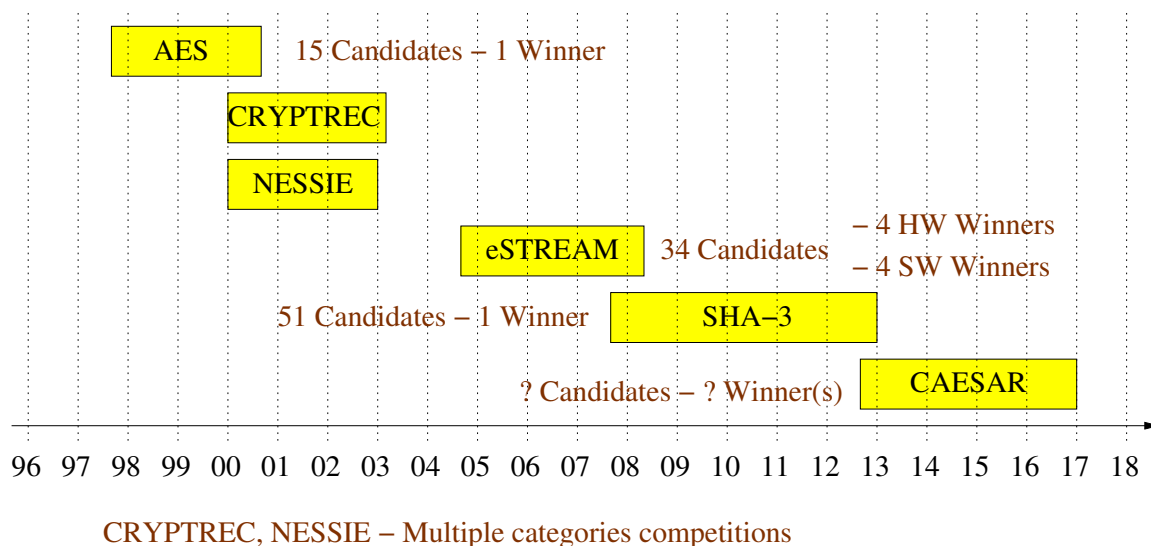 AES 15 Candidates – 1 Winner
CRYPTREC
NESSIE
– 4 HW Winners
eSTREAM 34 Candidates
– 4 SW Winners
51 Candidates – 1 Winner SHA–3
? Candidates – ? Winner(s) CAESAR
96 97 98 99 00 01 02 03 04 05 06 07 08 09 10 11 12 13 14 15 16 17 18
CRYPTREC, NESSIE – Multiple categories competitions